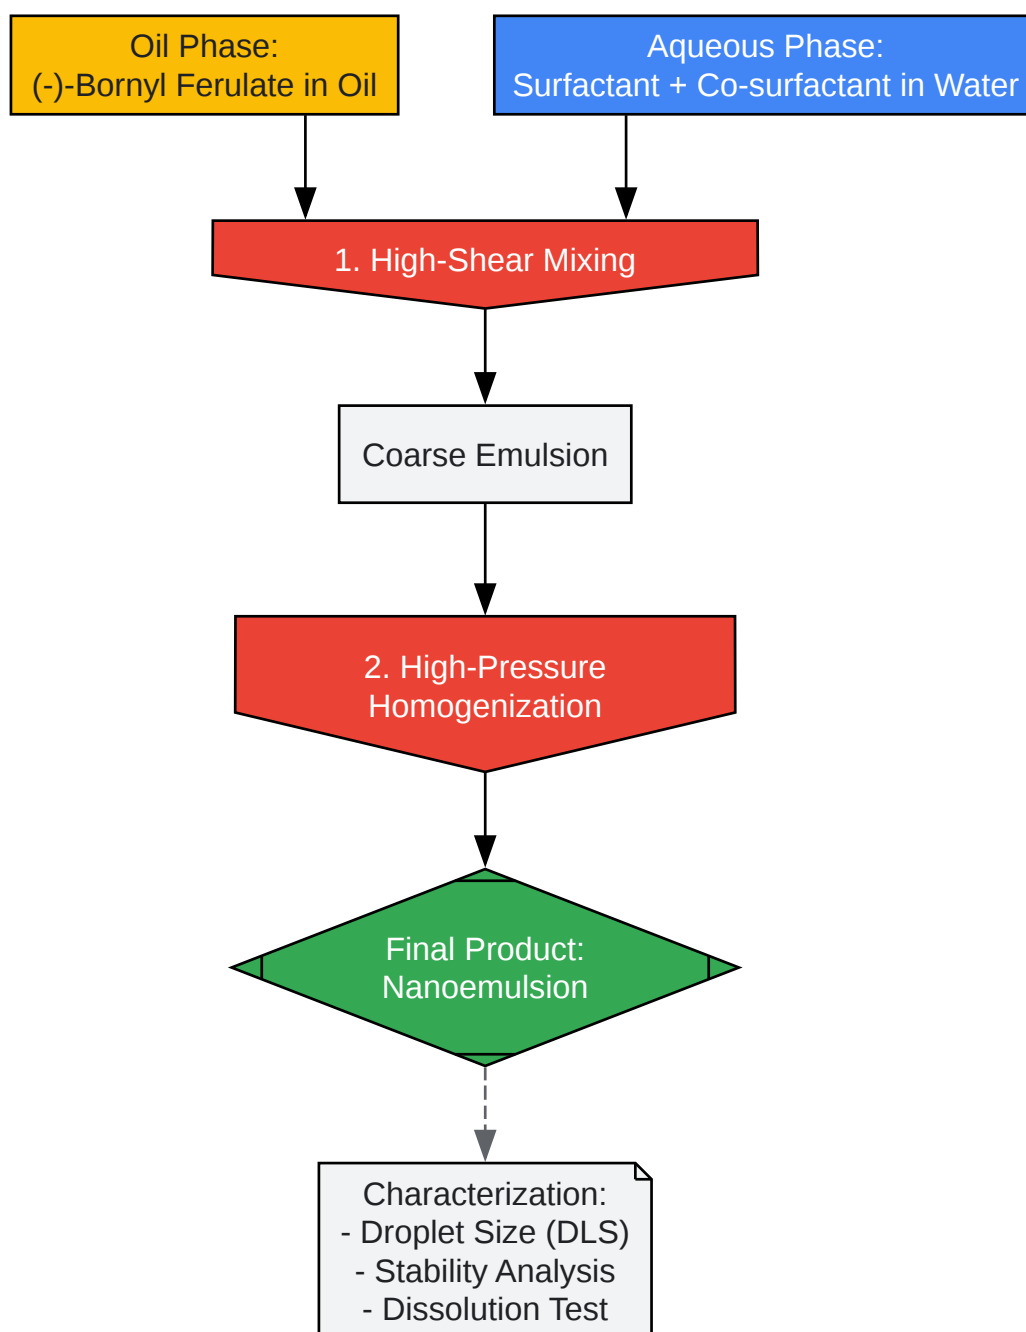 Oil Phase:
(-)-Bornyl Ferulate in Oil
Aqueous Phase:
Surfactant + Co-surfactant in Water
1. High-Shear Mixing
Coarse Emulsion
2. High-Pressure
Homogenization
Final Product:
Nanoemulsion
Characterization:
- Droplet Size (DLS)
- Stability Analysis
- Dissolution Test